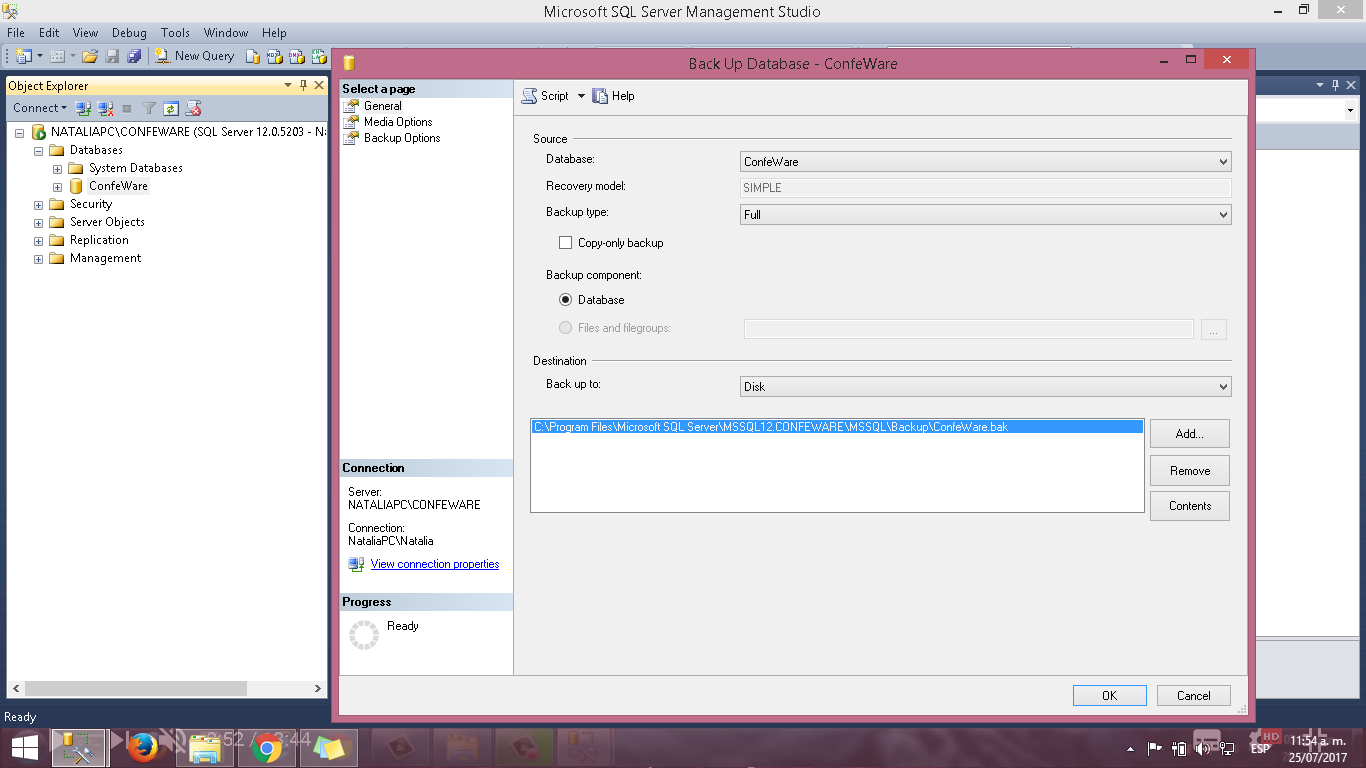 Microsoft SQL Server Management Studio
File Edit View Debug Tools Window Help
New Query
Object Explorer
Connect
NATALIAPC\CONFEWARE (SQL Server 12.0.5203 - N
Databases
System Databases
ConfeWare
Security
Server Objects
Replication
Management
Ready
Back Up Database - ConfeWare
Select a page
General
Media Options
Backup Options
Connection
Server:
NATALIAPC\CONFEWARE
Connection:
NataliaPC\Natalia
View connection properties
Progress
Ready
Script Help
Source
Database: ConfeWare
Recovery model: SIMPLE
Backup type: Full
Copy-only backup
Backup component:
Database
Files and filegroups: ...
Destination
Back up to: Disk
C:\Program Files\Microsoft SQL Server\MSSQL12.CONFEWARE\MSSQL\Backup\ConfeWare.bak
Add...
Remove
Contents
OK Cancel
HD
ESP
11:54 a. m.
25/07/2017